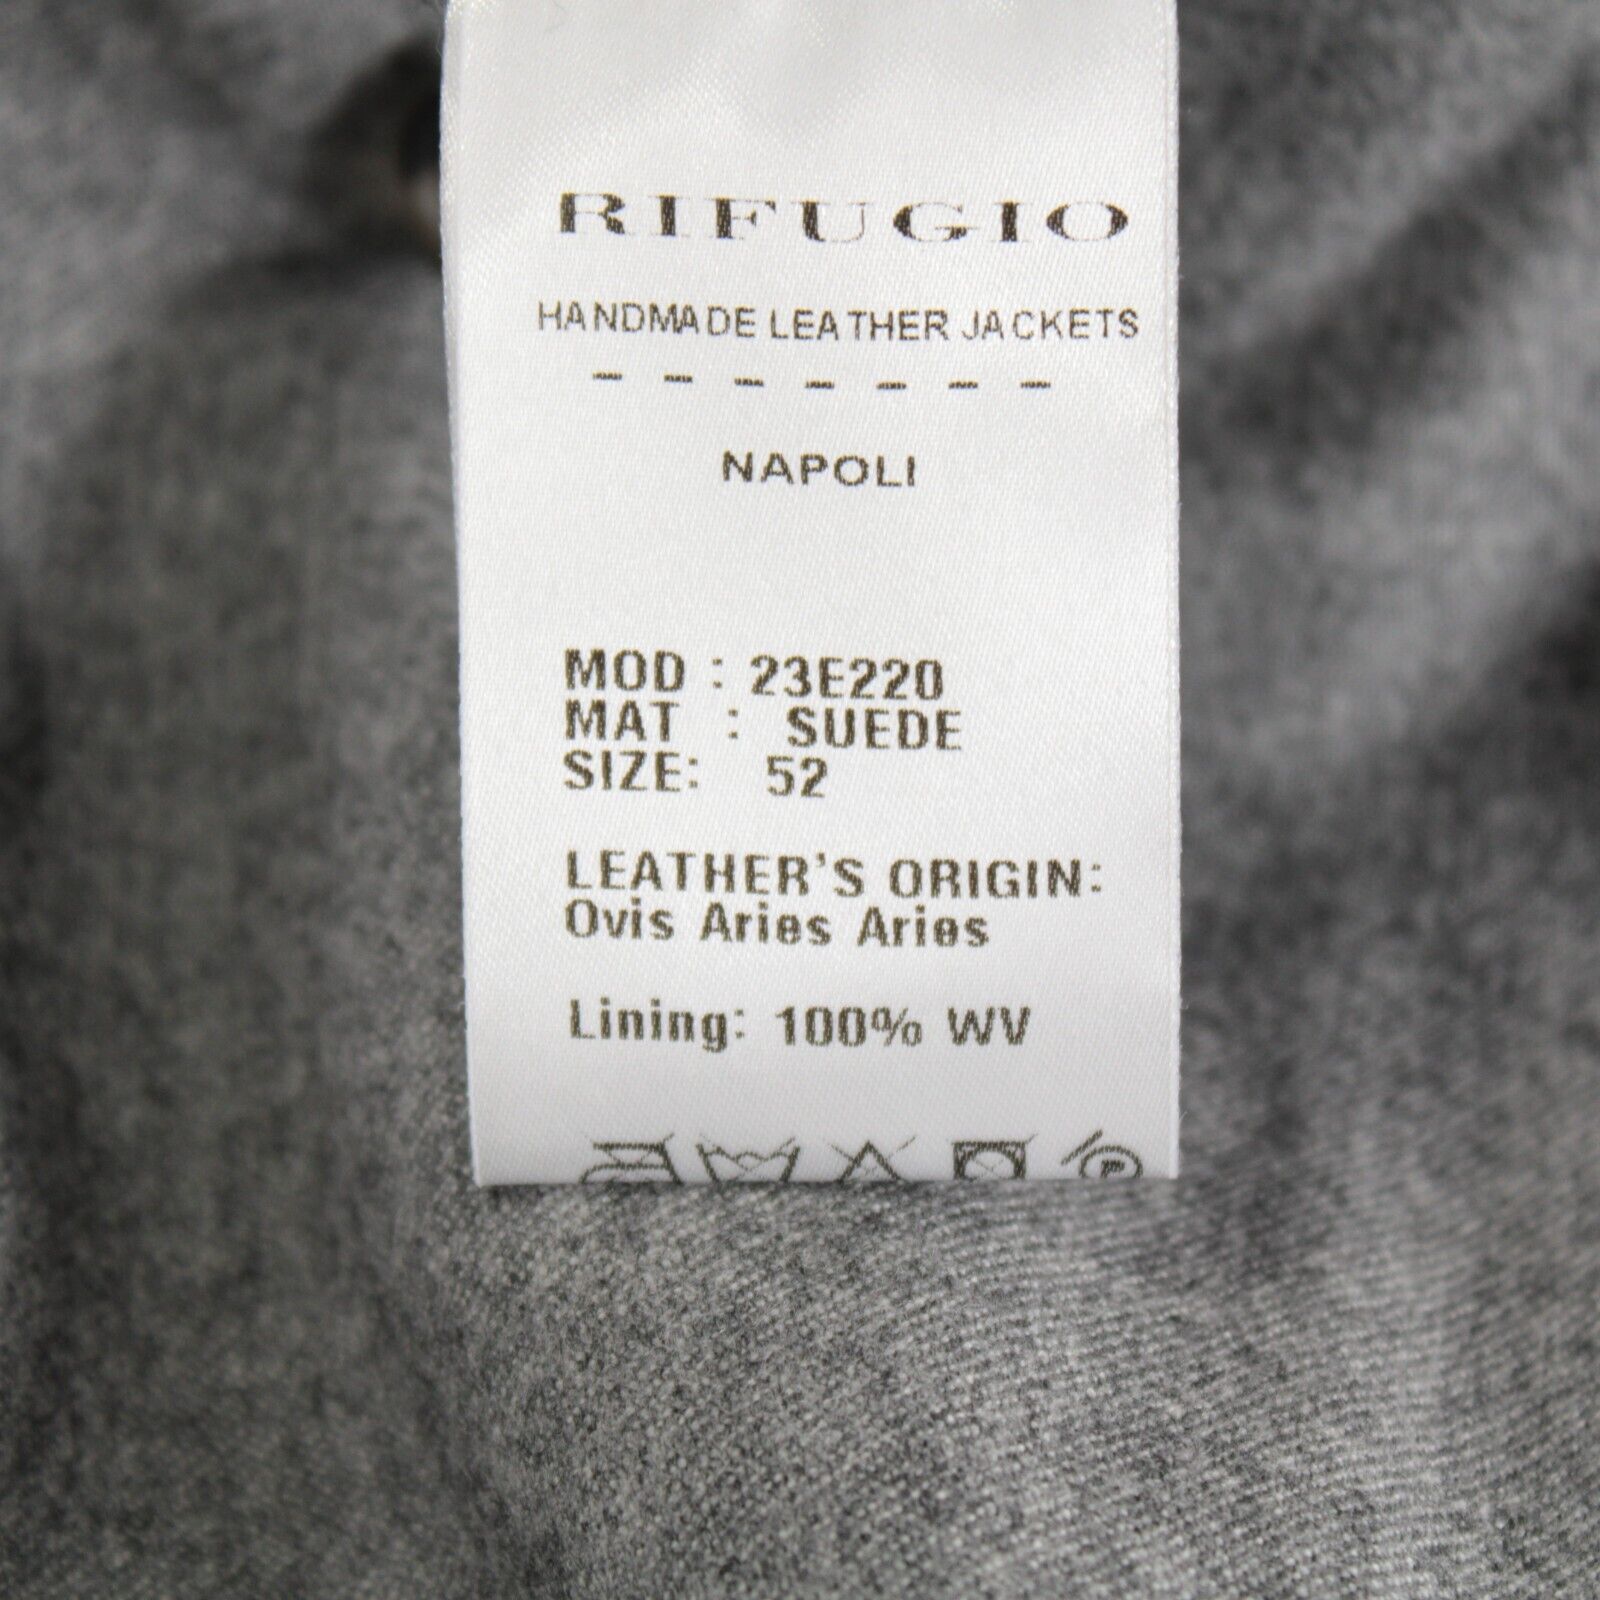 RIFUGIO
HANDMADE LEATHER JACKETS
- - - - - - -
NAPOLI
MOD : 23E220
MAT : SUEDE
SIZE: 52
LEATHER'S ORIGIN:
Ovis Aries Aries
Lining: 100% WV
P